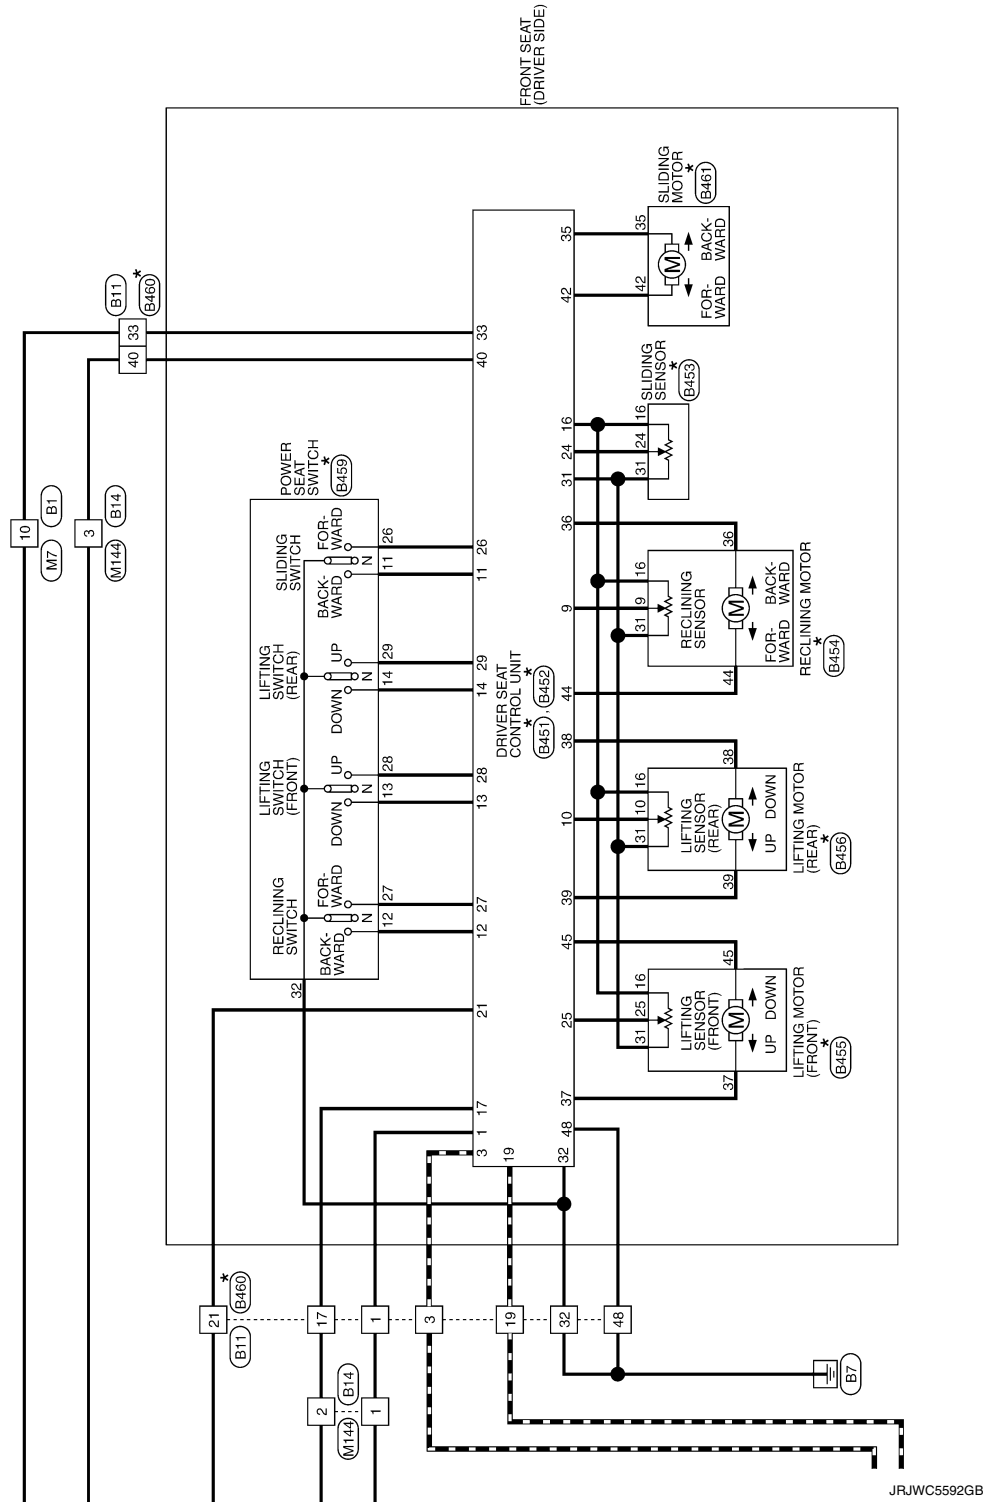 FRONT SEAT
(DRIVER SIDE)
SLIDING
MOTOR
*
B461
35
42
35
42
BACK-
WARD
FOR-
WARD
M
B11
*
B460
33
40
33
40
10
B1
M7
3
B14
M144
POWER
SEAT
SWITCH
*
B459
SLIDING
SWITCH
FOR-
WARD
BACK-
WARD
N
26
11
26
11
LIFTING
SWITCH
(REAR)
UP
DOWN
N
29
14
29
14
LIFTING
SWITCH
(FRONT)
UP
DOWN
N
28
13
28
13
RECLINING
SWITCH
FOR-
WARD
BACK-
WARD
N
27
12
27
12
32
21
17
1
3
19
32
48
DRIVER SEAT
CONTROL UNIT
* *
B451 , B452
SLIDING
SENSOR
*
B453
16
24
31
16
24
31
36
9
44
36
16
9
31
44
RECLINING
SENSOR
M
BACK-
WARD
FOR-
WARD
RECLINING MOTOR
*
B454
38
10
39
38
16
10
31
39
LIFTING
SENSOR
(REAR)
M
UP DOWN
LIFTING MOTOR
(REAR)
*
B456
45
25
37
45
16
25
31
37
LIFTING
SENSOR
(FRONT)
M
UP DOWN
LIFTING MOTOR
(FRONT)
*
B455
21
*
B460
B11
17
1
3
19
32
48
2
1
B14
M144
B7
JRJWC5592GB